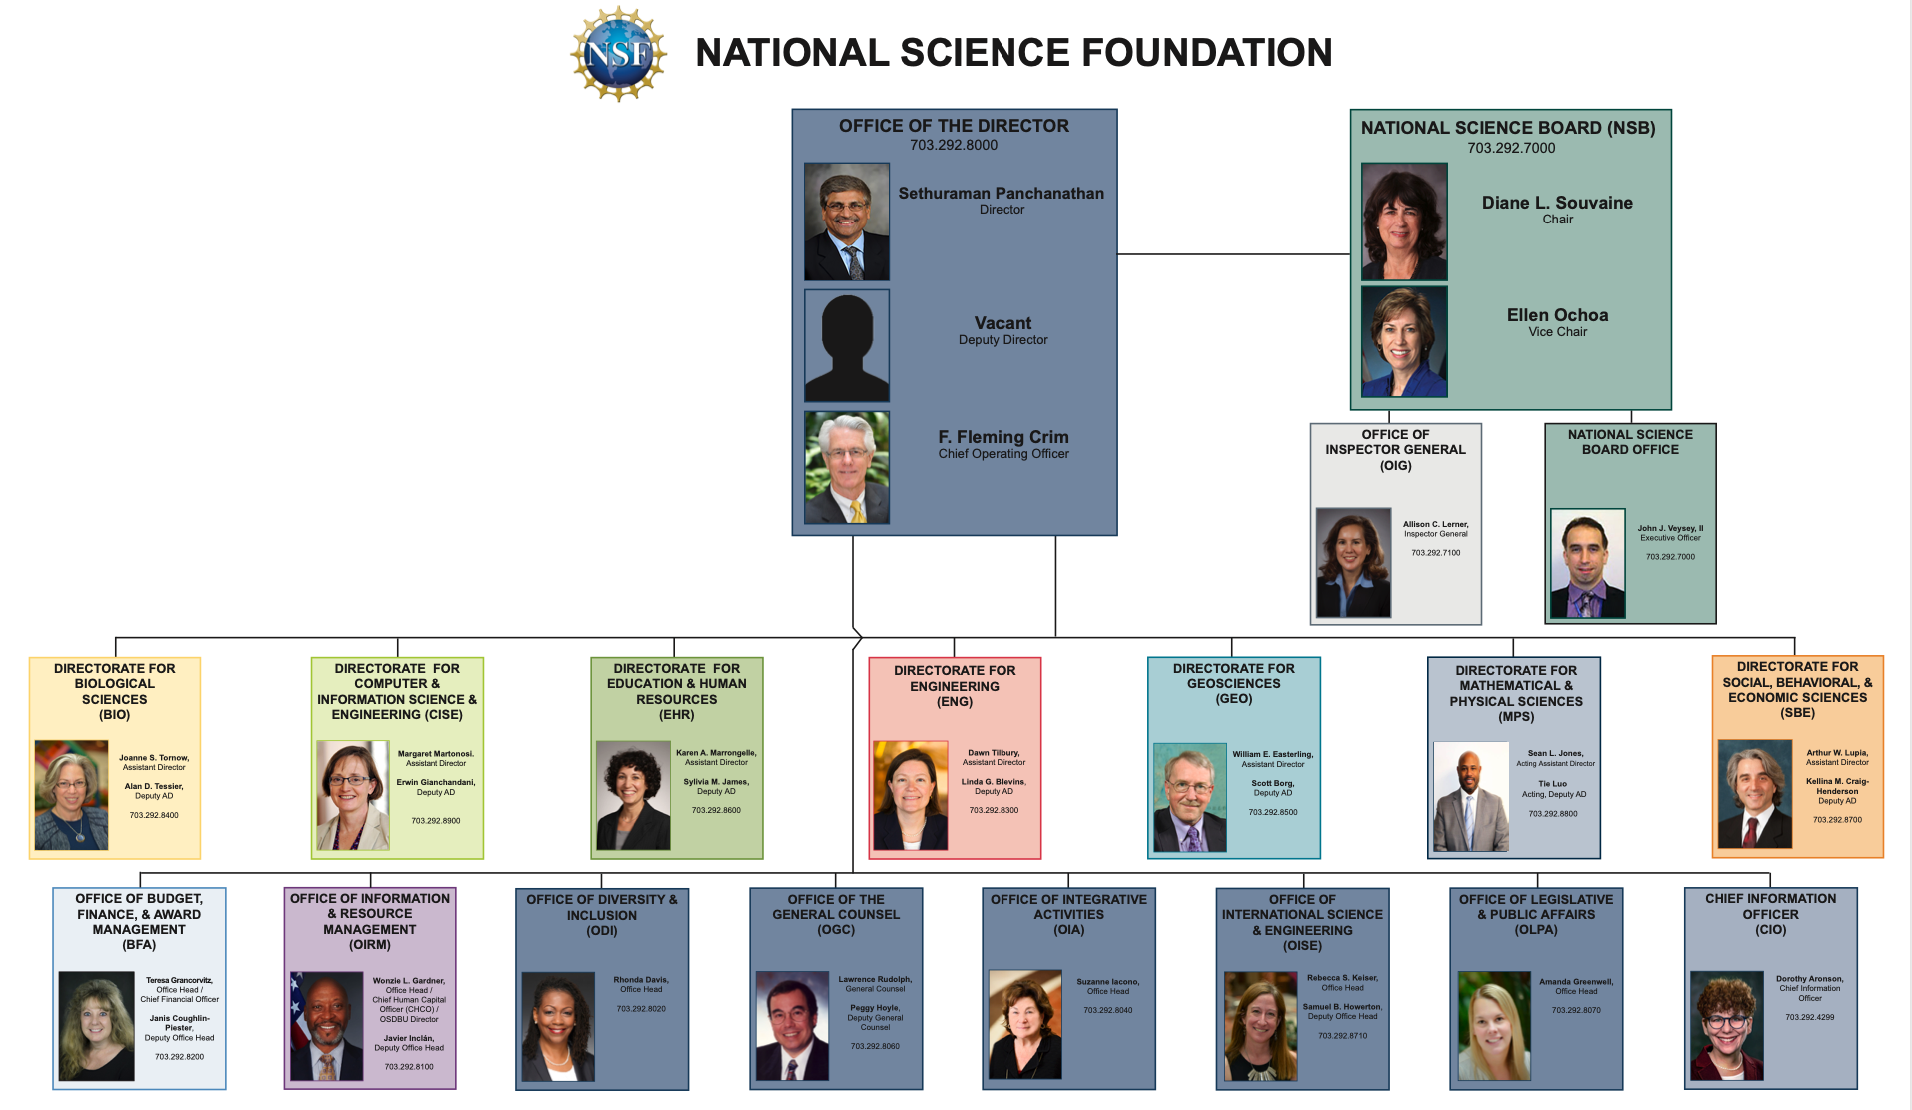 NSF
NATIONAL SCIENCE FOUNDATION
OFFICE OF THE DIRECTOR
703.292.8000
Sethuraman Panchanathan
Director
Vacant
Deputy Director
F. Fleming Crim
Chief Operating Officer
NATIONAL SCIENCE BOARD (NSB)
703.292.7000
Diane L. Souvaine
Chair
Ellen Ochoa
Vice Chair
OFFICE OF
INSPECTOR GENERAL
(OIG)
Allison C. Lerner,
Inspector General
703.292.7100
NATIONAL SCIENCE
BOARD OFFICE
John J. Veysey, II
Executive Officer
703.292.7000
DIRECTORATE FOR
BIOLOGICAL
SCIENCES
(BIO)
Joanne S. Tornow,
Assistant Director
Alan D. Tessier,
Deputy AD
703.292.8400
DIRECTORATE FOR
COMPUTER &
INFORMATION SCIENCE &
ENGINEERING (CISE)
Margaret Martonosi.
Assistant Director
Erwin Gianchandani,
Deputy AD
703.292.8900
DIRECTORATE FOR
EDUCATION & HUMAN
RESOURCES
(EHR)
Karen A. Marrongelle,
Assistant Director
Sylivia M. James,
Deputy AD
703.292.8600
DIRECTORATE FOR
ENGINEERING
(ENG)
Dawn Tilbury,
Assistant Director
Linda G. Blevins,
Deputy AD
703.292.8300
DIRECTORATE FOR
GEOSCIENCES
(GEO)
William E. Easterling,
Assistant Director
Scott Borg,
Deputy AD
703.292.8500
DIRECTORATE FOR
MATHEMATICAL &
PHYSICAL SCIENCES
(MPS)
Sean L. Jones,
Acting Assistant Director
Tie Luo
Acting, Deputy AD
703.292.8800
DIRECTORATE FOR
SOCIAL, BEHAVIORAL, &
ECONOMIC SCIENCES
(SBE)
Arthur W. Lupia,
Assistant Director
Kellina M. Craig-
Henderson
Deputy AD
703.292.8700
OFFICE OF BUDGET,
FINANCE, & AWARD
MANAGEMENT
(BFA)
Teresa Grancorvitz,
Office Head /
Chief Financial Officer
Janis Coughlin-
Piester,
Deputy Office Head
703.292.8200
OFFICE OF INFORMATION
& RESOURCE
MANAGEMENT
(OIRM)
Wonzie L. Gardner,
Office Head /
Chief Human Capital
Officer (CHCO) /
OSDBU Director
Javier Inclán,
Deputy Office Head
703.292.8100
OFFICE OF DIVERSITY &
INCLUSION
(ODI)
Rhonda Davis,
Office Head
703.292.8020
OFFICE OF THE
GENERAL COUNSEL
(OGC)
Lawrence Rudolph,
General Counsel
Peggy Hoyle,
Deputy General
Counsel
703.292.8060
OFFICE OF INTEGRATIVE
ACTIVITIES
(OIA)
Suzanne Iacono,
Office Head
703.292.8040
OFFICE OF
INTERNATIONAL SCIENCE
& ENGINEERING
(OISE)
Rebecca S. Keiser,
Office Head
Samuel B. Howerton,
Deputy Office Head
703.292.8710
OFFICE OF LEGISLATIVE
& PUBLIC AFFAIRS
(OLPA)
Amanda Greenwell,
Office Head
703.292.8070
CHIEF INFORMATION
OFFICER
(CIO)
Dorothy Aronson,
Chief Information
Officer
703.292.4299